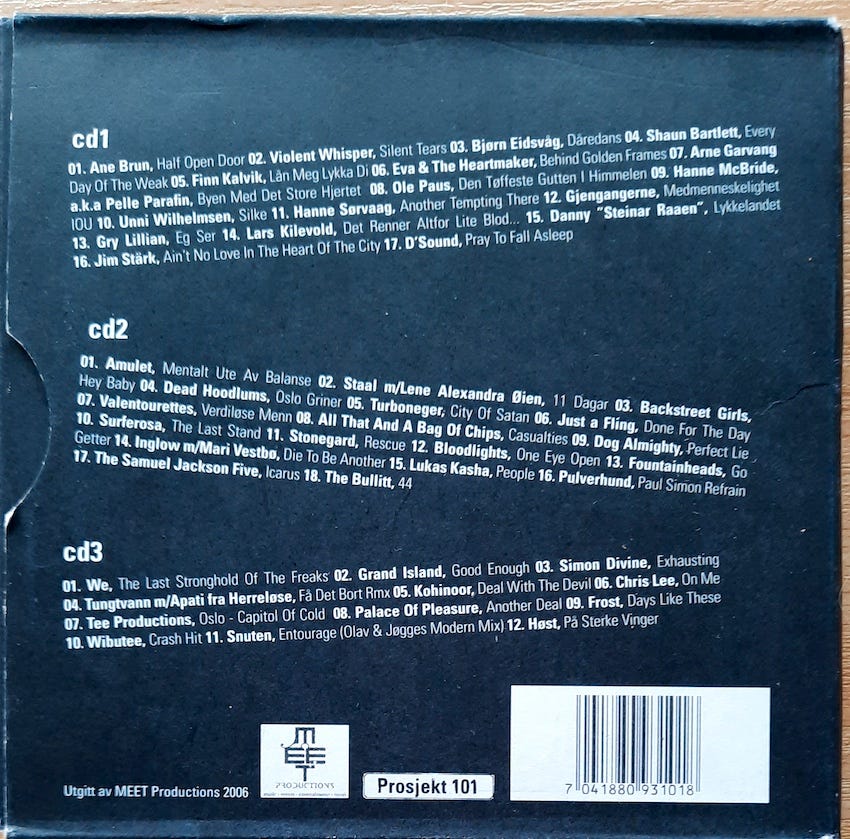 cd1
01. Ane Brun, Half Open Door 02. Violent Whisper, Silent Tears 03. Bjørn Eidsvåg, Dåredans 04. Shaun Bartlett, Every
Day Of The Weak 05. Finn Kalvik, Lån Meg Lykka Di 06. Eva & The Heartmaker, Behind Golden Frames 07. Arne Garvang
a.k.a Pelle Parafin, Byen Med Det Store Hjertet 08. Ole Paus, Den Tøffeste Gutten I Himmelen 09. Hanne McBride,
IOU 10. Unni Wilhelmsen, Silke 11. Hanne Sørvaag, Another Tempting There 12. Gjengangerne, Medmenneskelighet
13. Gry Lillian, Eg Ser 14. Lars Kilevold, Det Renner Altfor Lite Blod... 15. Danny "Steinar Raaen", Lykkelandet
16. Jim Stärk, Ain't No Love In The Heart Of The City 17. D'Sound, Pray To Fall Asleep
cd2
01. Amulet, Mentalt Ute Av Balanse 02. Staal m/Lene Alexandra Øien, 11 Dagar 03. Backstreet Girls,
Hey Baby 04. Dead Hoodlums, Oslo Griner 05. Turboneger, City Of Satan 06. Just a Fling, Done For The Day
07. Valentourettes, Verdiløse Menn 08. All That And A Bag Of Chips, Casualties 09. Dog Almighty, Perfect Lie
10. Surferosa, The Last Stand 11. Stonegard, Rescue 12. Bloodlights, One Eye Open 13. Fountainheads, Go
Getter 14. Inglow m/Mari Vestbø, Die To Be Another 15. Lukas Kasha, People 16. Pulverhund, Paul Simon Refrain
17. The Samuel Jackson Five, Icarus 18. The Bullitt, 44
cd3
01. We, The Last Stronghold Of The Freaks 02. Grand Island, Good Enough 03. Simon Divine, Exhausting
04. Tungtvann m/Apati fra Herreløse, Få Det Bort Rmx 05. Kohinoor, Deal With The Devil 06. Chris Lee, On Me
07. Tee Productions, Oslo - Capitol Of Cold 08. Palace Of Pleasure, Another Deal 09. Frost, Days Like These
10. Wibutee, Crash Hit 11. Snuten, Entourage (Olav & Jøgges Modern Mix) 12. Høst, På Sterke Vinger
Utgitt av MEET Productions 2006
MEET
PRODUCTIONS
Prosjekt 101
7 041880 931018